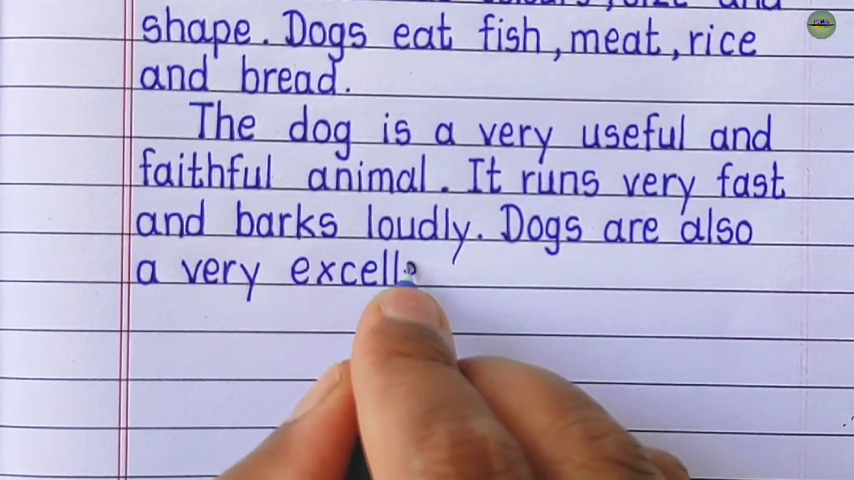 shape. Dogs eat fish, meat, rice
and bread.
The dog is a very useful and
faithful animal. It runs very fast
and barks loudly. Dogs are also
a very excell